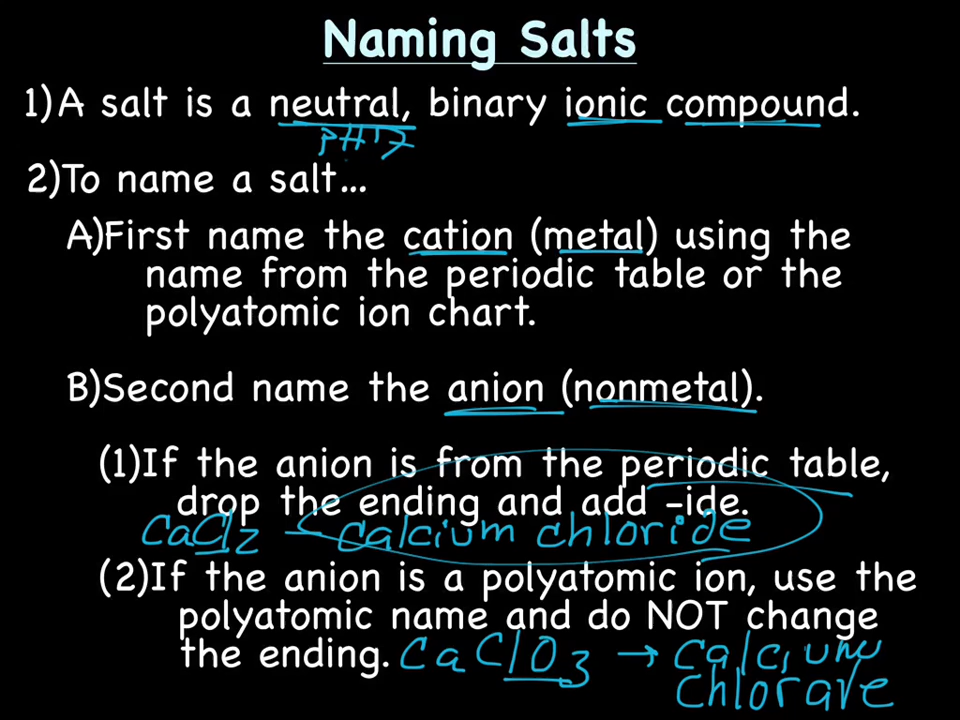 Naming Salts
1)A salt is a neutral, binary ionic compound.
PH 7
2)To name a salt...
A)First name the cation (metal) using the
name from the periodic table or the
polyatomic ion chart.
B)Second name the anion (nonmetal).
(1)If the anion is from the periodic table,
drop the ending and add -ide.
CaCl2 — calcium chloride
(2)If the anion is a polyatomic ion, use the
polyatomic name and do NOT change
the ending. CaClO3 → Calcium
Chlorate